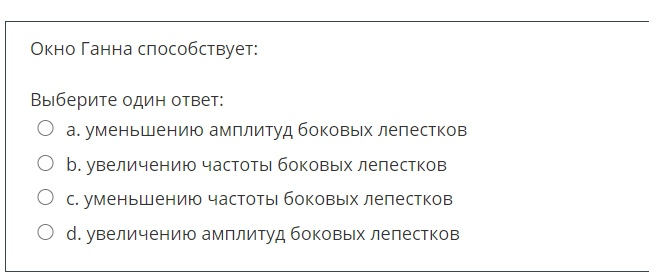 Окно Ганна способствует:
Выберите один ответ:
a. уменьшению амплитуд боковых лепестков
b. увеличению частоты боковых лепестков
c. уменьшению частоты боковых лепестков
d. увеличению амплитуд боковых лепестков